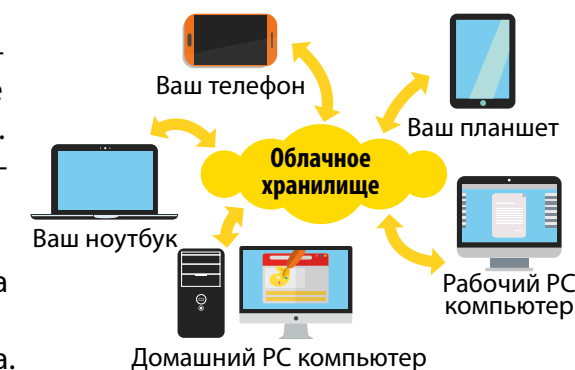 –
е
.
–
а
а.
Ваш телефон
Ваш планшет
Облачное
хранилище
Ваш ноутбук
Рабочий PC
компьютер
Домашний PC компьютер